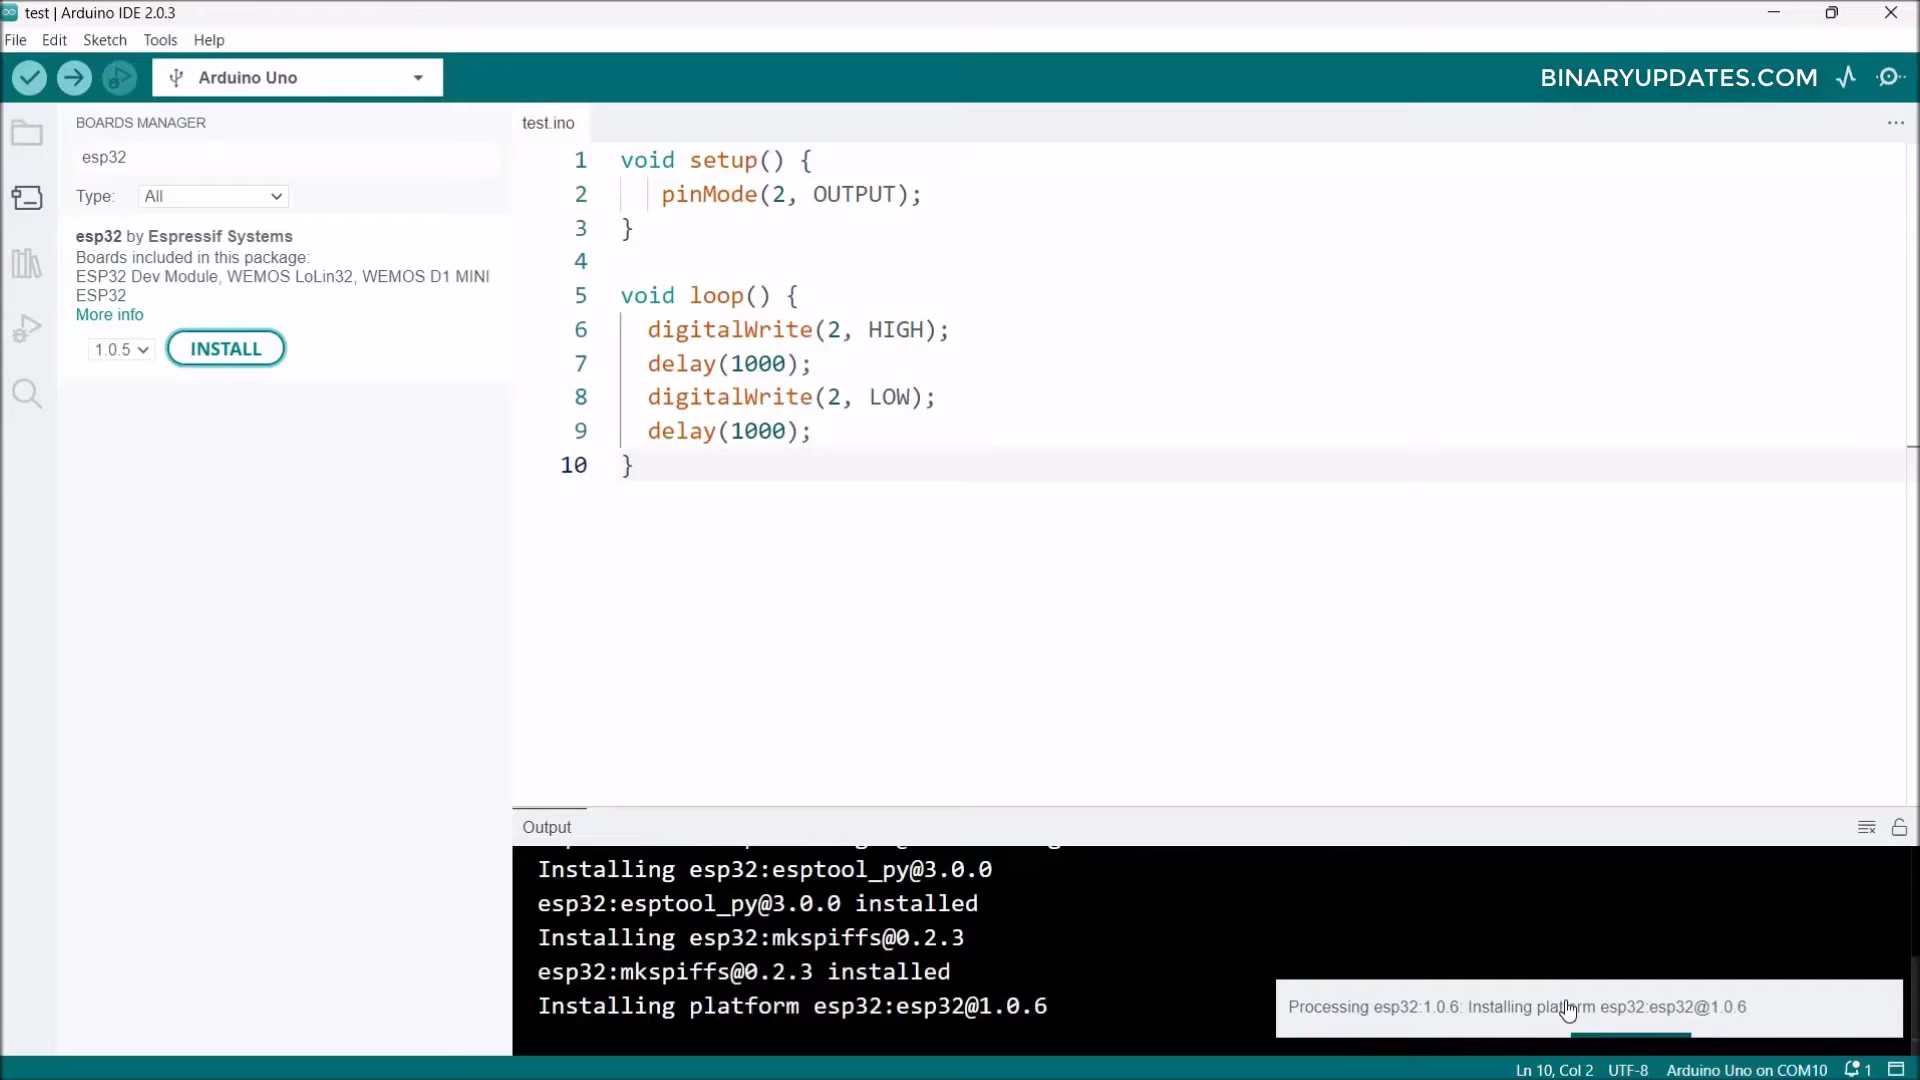 test | Arduino IDE 2.0.3
File Edit Sketch Tools Help
Arduino Uno
BINARYUPDATES.COM
BOARDS MANAGER
esp32
Type: All
esp32 by Espressif Systems
Boards included in this package:
ESP32 Dev Module, WEMOS LoLin32, WEMOS D1 MINI
ESP32
More info
1.0.5 INSTALL
test.ino
1 void setup() {
2 pinMode(2, OUTPUT);
3 }
4
5 void loop() {
6 digitalWrite(2, HIGH);
7 delay(1000);
8 digitalWrite(2, LOW);
9 delay(1000);
10 }
Output
Installing esp32:esptool_py@3.0.0
esp32:esptool_py@3.0.0 installed
Installing esp32:mkspiffs@0.2.3
esp32:mkspiffs@0.2.3 installed
Installing platform esp32:esp32@1.0.6
Processing esp32:1.0.6: Installing platform esp32:esp32@1.0.6
Ln 10, Col 2 UTF-8 Arduino Uno on COM10 1